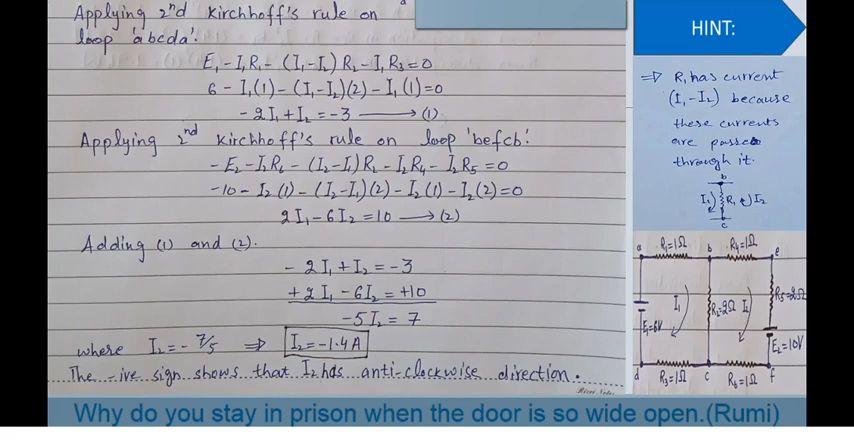 Applying 2nd Kirchhoff's rule on
loop 'abcda'.
E₁ - I₁R₁ - (I₁-I₂) R₂ - I₁R₃ = 0
6 - I₁(1) - (I₁-I₂)(2) - I₁(1) = 0
- 2I₁ + I₂ = -3 → (1)
Applying 2nd Kirchhoff's rule on loop 'befcb'.
-E₂ - I₂R₆ - (I₂-I₁)R₂ - I₂R₄ - I₂R₅ = 0
-10 - I₂(1) - (I₂-I₁)(2) - I₂(1) - I₂(2) = 0
2I₁ - 6I₂ = 10 → (2)
Adding (1) and (2).
- 2I₁ + I₂ = -3
+ 2I₁ - 6I₂ = +10
-5I₂ = 7
where I₂ = - 7/5 ⇒ I₂ = -1.4 A
The -ive sign shows that I₂ has anti-clockwise direction.
HINT:
⇒ R₁ has current
(I₁-I₂) because
these currents
are passes
through it.
b
I₁ R₁ I₂
c
a R₁=1Ω b R₄=1Ω e
I₁ R₂=2Ω I₂ R₅=2Ω
E₁=6V
E₂=10V
d R₃=1Ω c R₆=1Ω f
Why do you stay in prison when the door is so wide open.(Rumi)